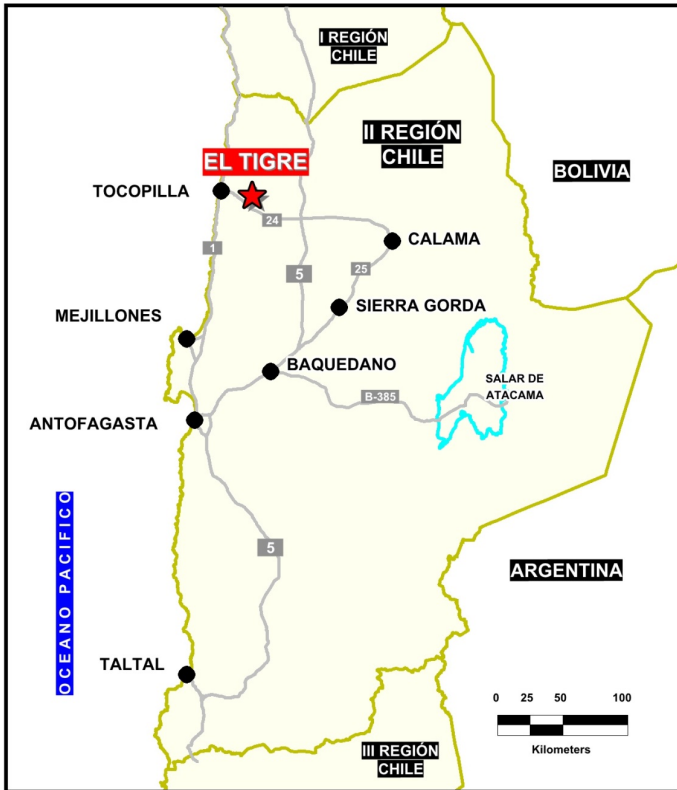 I REGIÓN
CHILE
II REGIÓN
CHILE
EL TIGRE
BOLIVIA
TOCOPILLA
24
CALAMA
1
5
25
MEJILLONES
SIERRA GORDA
BAQUEDANO
SALAR DE
ATACAMA
B-385
ANTOFAGASTA
OCEANO PACIFICO
5
ARGENTINA
TALTAL
0 25 50 100
Kilometers
III REGIÓN
CHILE